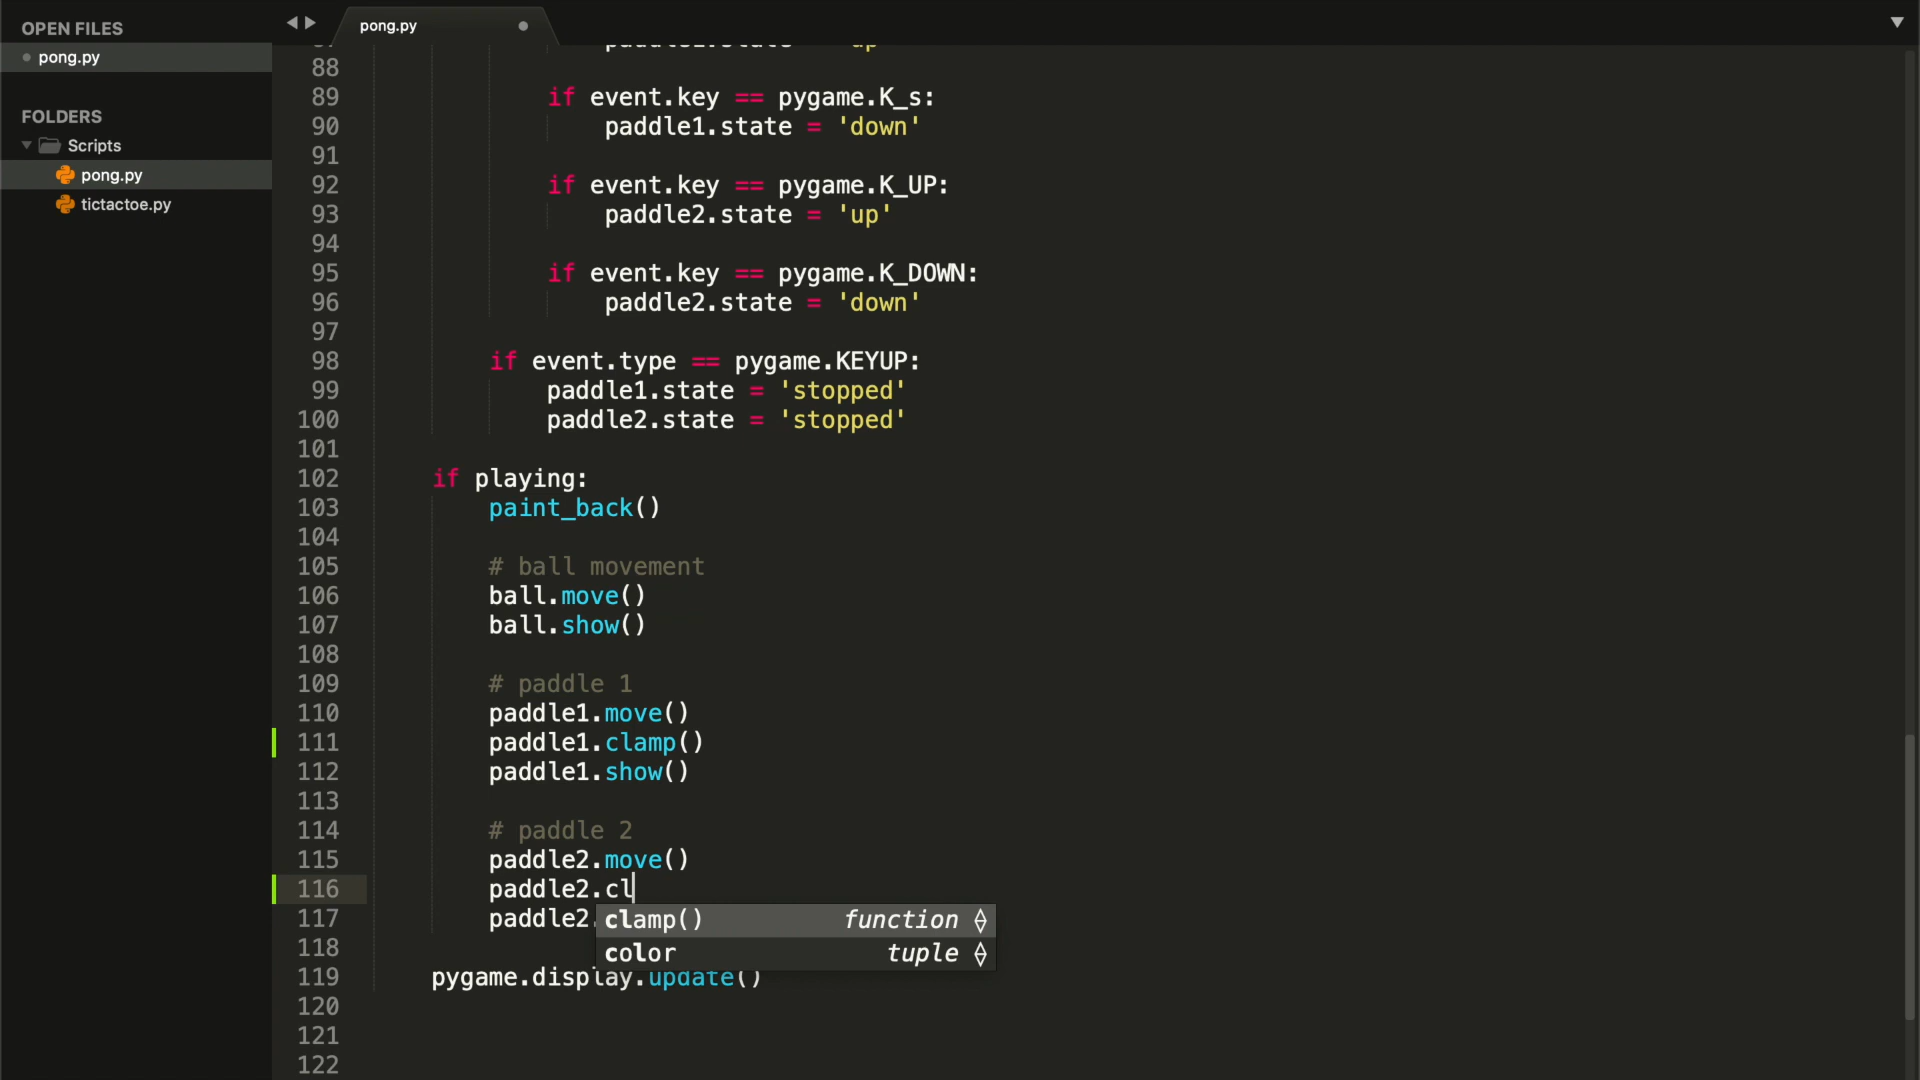 OPEN FILES
pong.py
FOLDERS
Scripts
pong.py
tictactoe.py
pong.py
88
89 if event.key == pygame.K_s:
90 paddle1.state = 'down'
91
92 if event.key == pygame.K_UP:
93 paddle2.state = 'up'
94
95 if event.key == pygame.K_DOWN:
96 paddle2.state = 'down'
97
98 if event.type == pygame.KEYUP:
99 paddle1.state = 'stopped'
100 paddle2.state = 'stopped'
101
102 if playing:
103 paint_back()
104
105 # ball movement
106 ball.move()
107 ball.show()
108
109 # paddle 1
110 paddle1.move()
111 paddle1.clamp()
112 paddle1.show()
113
114 # paddle 2
115 paddle2.move()
116 paddle2.cl
117 paddle2.
clamp() function
color tuple
118
119 pygame.display.update()
120
121
122